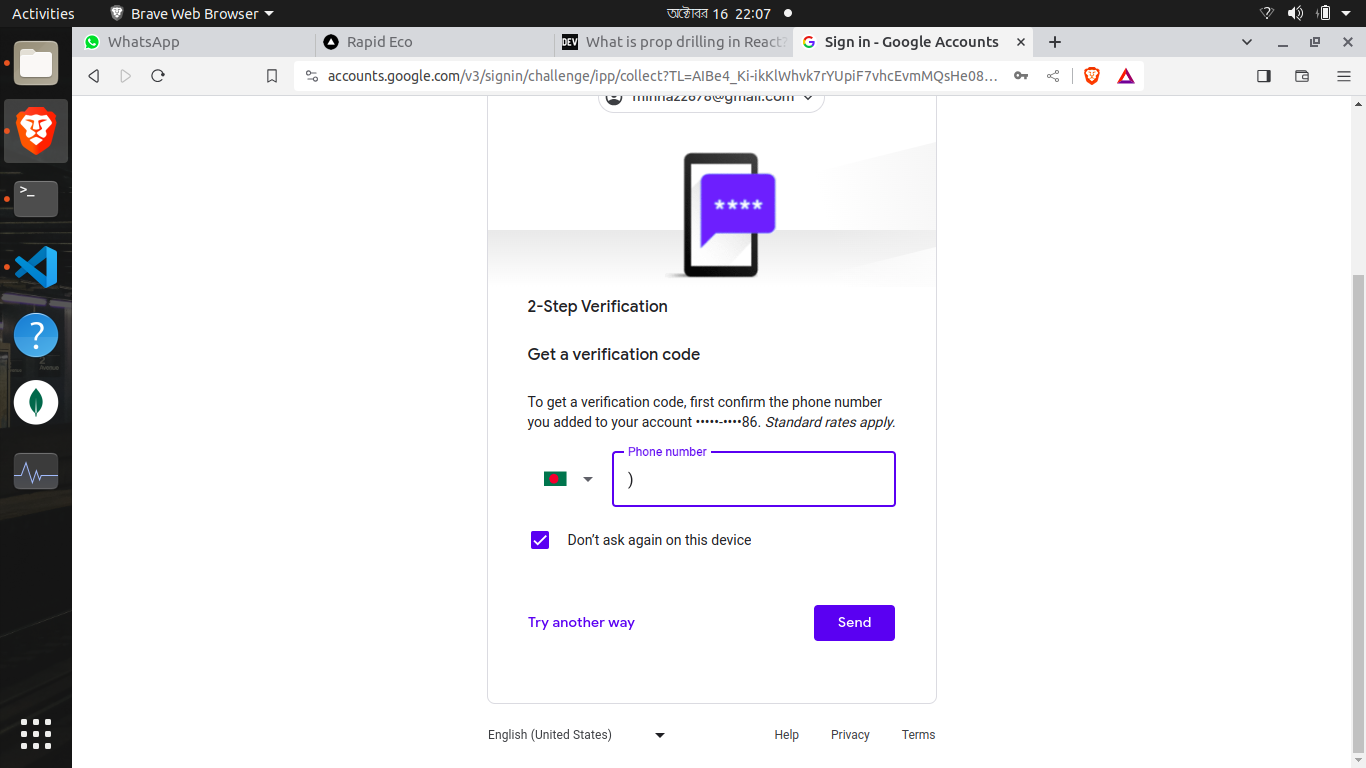 Activities
Brave Web Browser
অক্টোবর 16 22:07
WhatsApp
Rapid Eco
DEV
What is prop drilling in React?
Sign in - Google Accounts
accounts.google.com/v3/signin/challenge/ipp/collect?TL=AIBe4_Ki-ikKlWhvk7rYUpiF7vhcEvmMQsHe08...
minha22678@gmail.com
****
2-Step Verification
Get a verification code
To get a verification code, first confirm the phone number
you added to your account •••••-••••86. Standard rates apply.
Phone number
)
Don’t ask again on this device
Try another way
Send
English (United States)
Help
Privacy
Terms